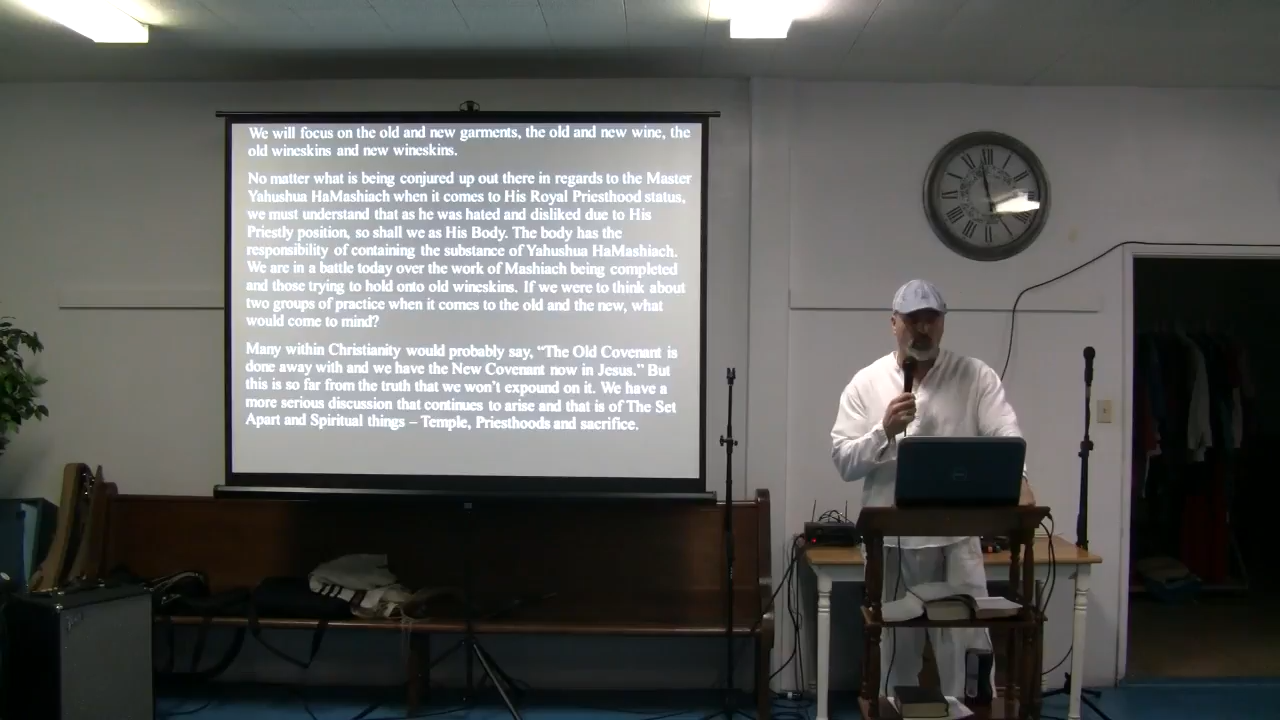 We will focus on the old and new garments, the old and new wine, the
old wineskins and new wineskins.
No matter what is being conjured up out there in regards to the Master
Yahushua HaMashiach when it comes to His Royal Priesthood status,
we must understand that as he was hated and disliked due to His
Priestly position, so shall we as His Body. The body has the
responsibility of containing the substance of Yahushua HaMashiach.
We are in a battle today over the work of Mashiach being completed
and those trying to hold onto old wineskins. If we were to think about
two groups of practice when it comes to the old and the new, what
would come to mind?
Many within Christianity would probably say, “The Old Covenant is
done away with and we have the New Covenant now in Jesus.” But
this is so far from the truth that we won’t expound on it. We have a
more serious discussion that continues to arise and that is of The Set
Apart and Spiritual things – Temple, Priesthoods and sacrifice.